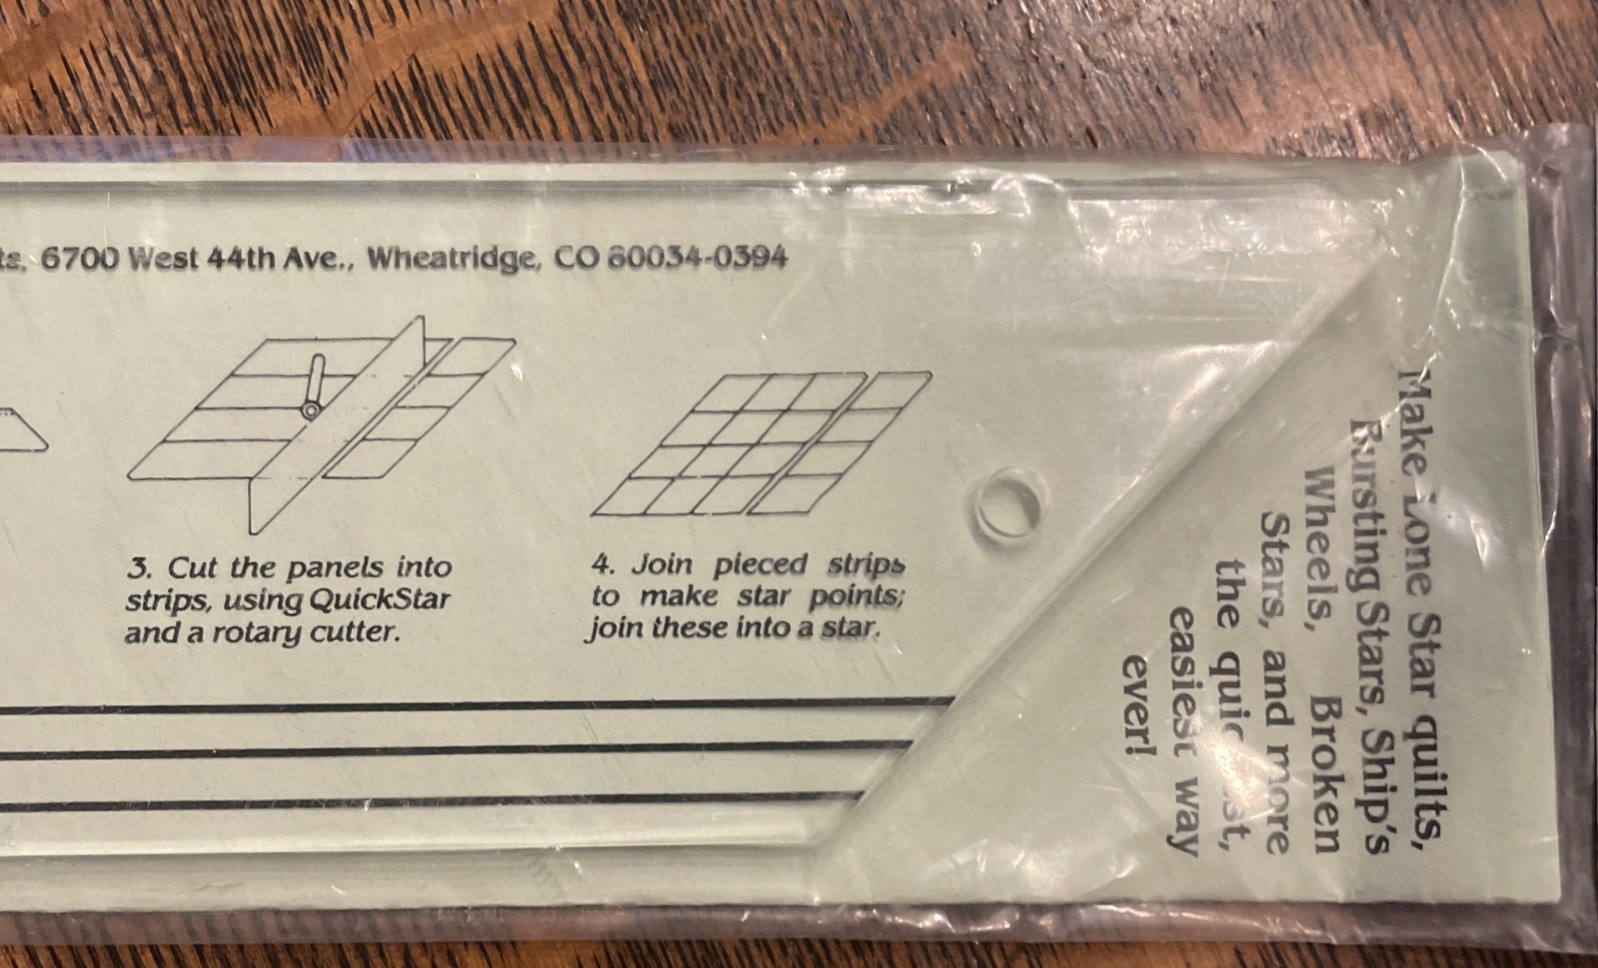 ts, 6700 West 44th Ave., Wheatridge, CO 80034-0394
3. Cut the panels into
strips, using QuickStar
and a rotary cutter.
4. Join pieced strips
to make star points;
join these into a star.
Make Lone Star quilts,
Bursting Stars, Ship's
Wheels, Broken
Stars, and more
the quickest,
easiest way
ever!